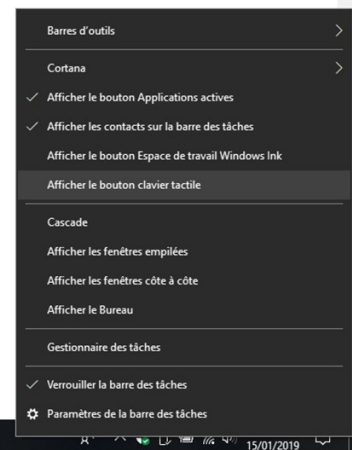 Barres d'outils
Cortana
Afficher le bouton Applications actives
Afficher les contacts sur la barre des tâches
Afficher le bouton Espace de travail Windows Ink
Afficher le bouton clavier tactile
Cascade
Afficher les fenêtres empilées
Afficher les fenêtres côte à côte
Afficher le Bureau
Gestionnaire des tâches
Verrouiller la barre des tâches
Paramètres de la barre des tâches
15/01/2019